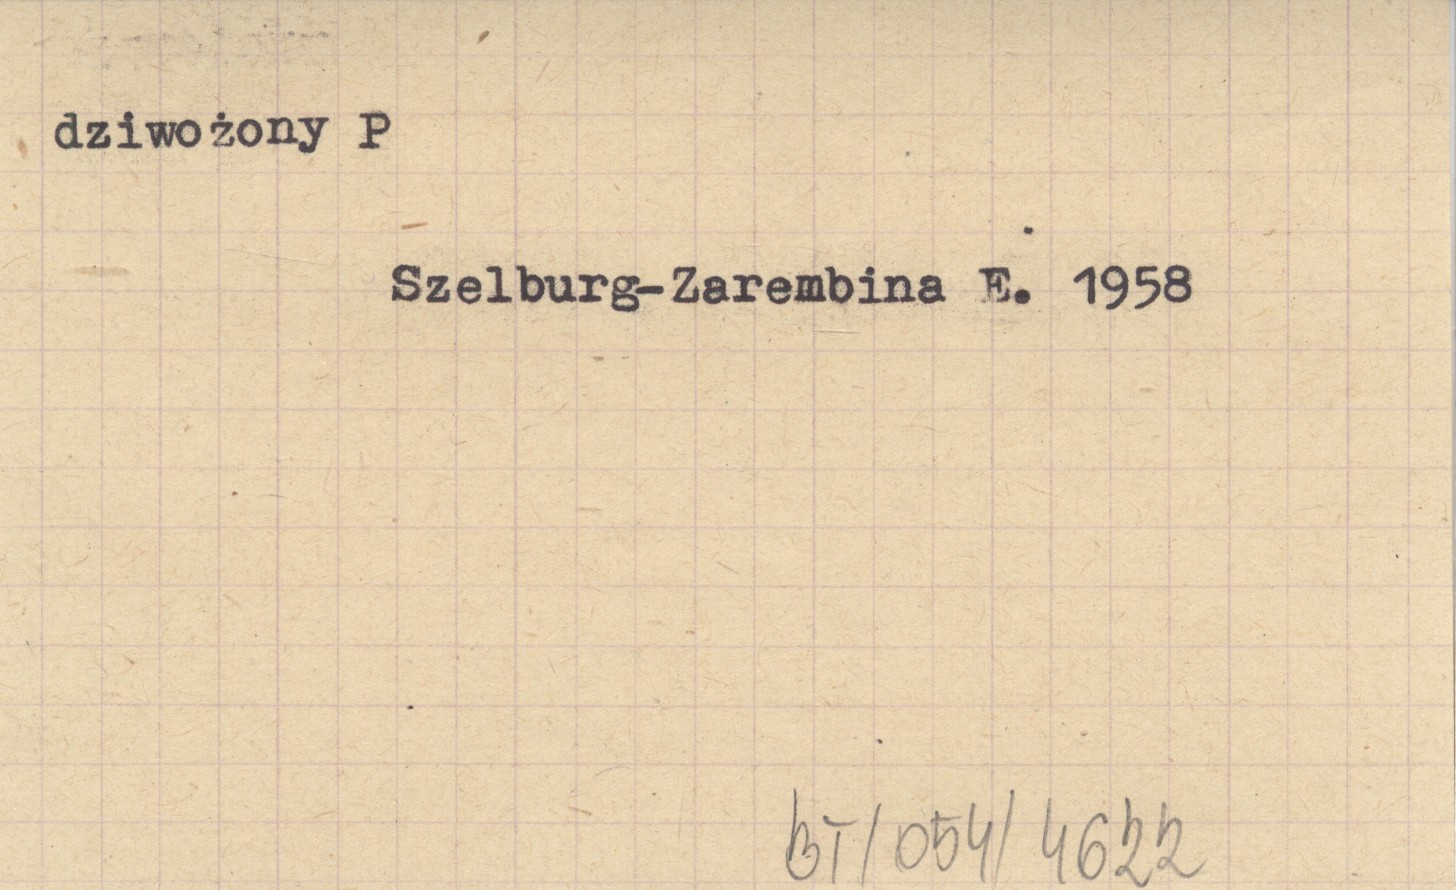 dziwożony P
Szelburg-Zarembina E. 1958
BT/054/4622